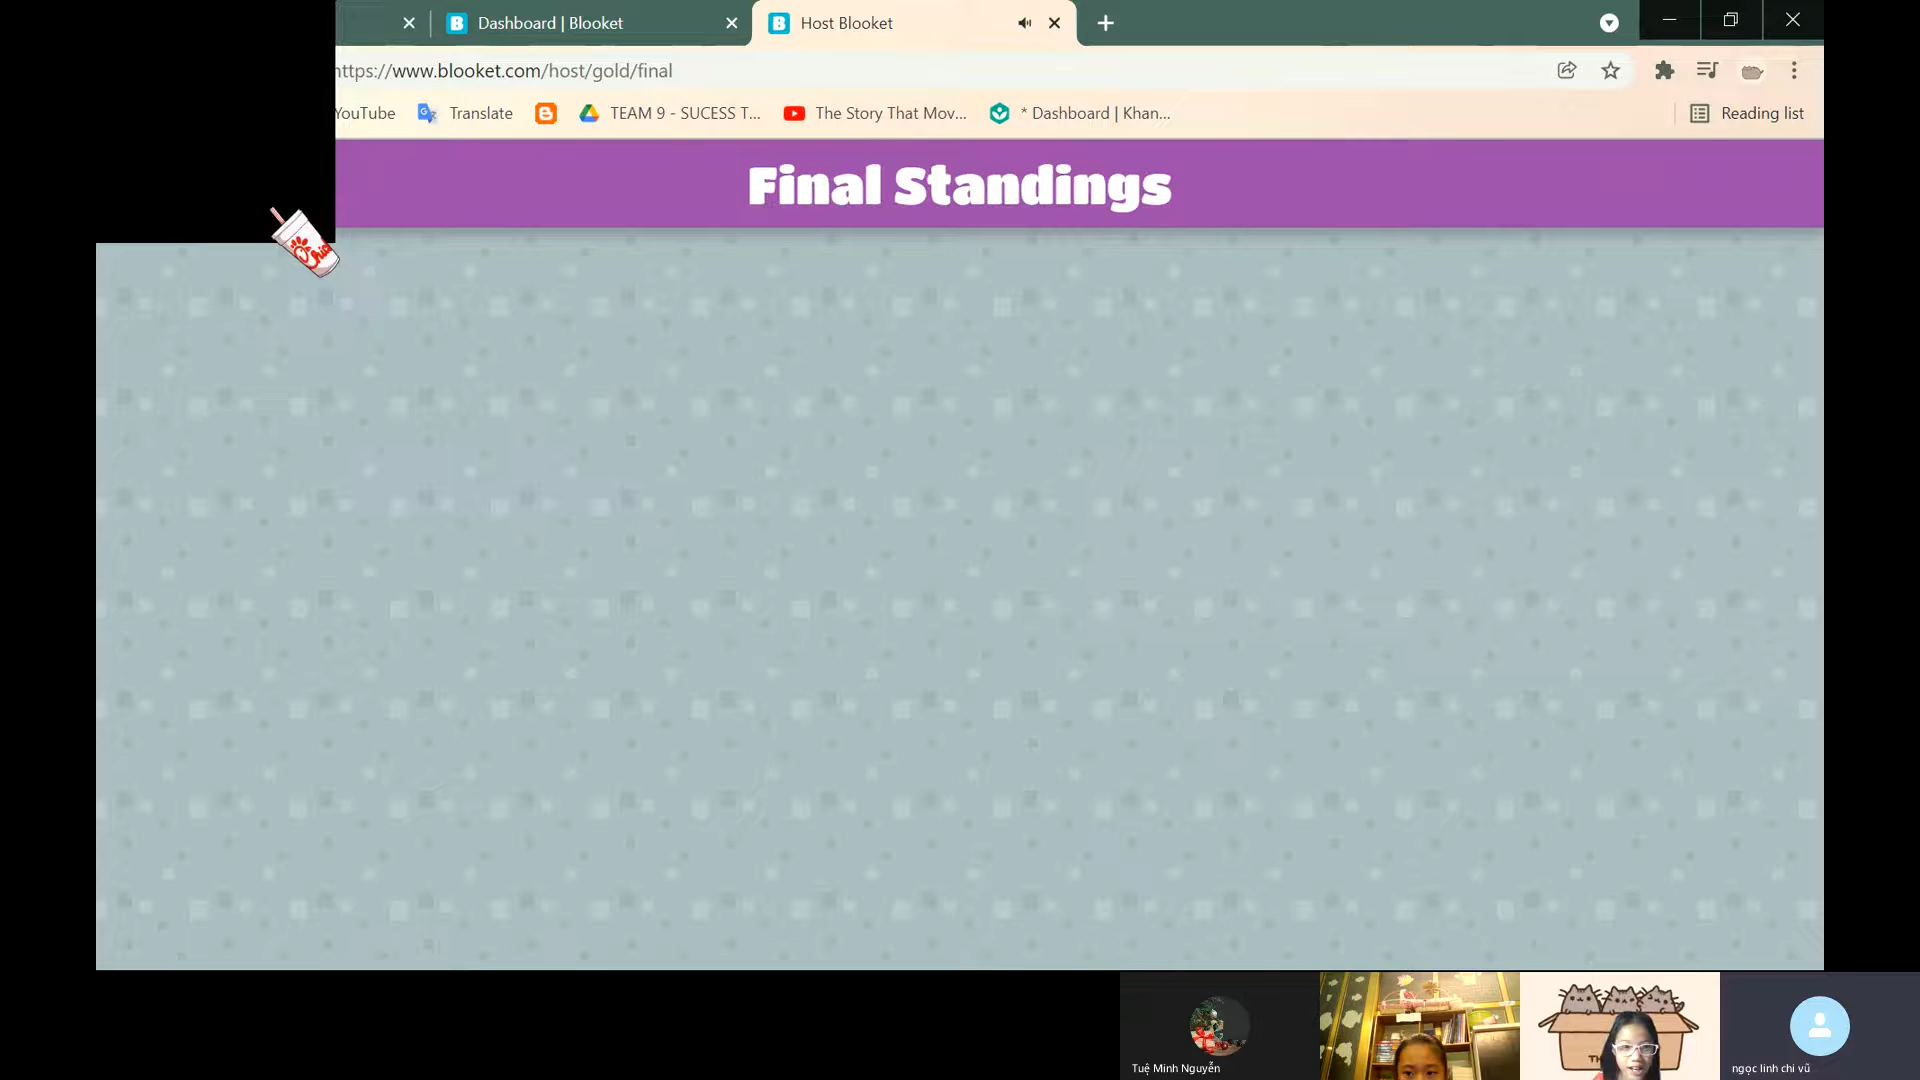 Dashboard | Blooket
Host Blooket
https://www.blooket.com/host/gold/final
YouTube
Translate
TEAM 9 - SUCESS T...
The Story That Mov...
* Dashboard | Khan...
Reading list
Final Standings
Tuệ Minh Nguyễn
ngọc linh chi vũ